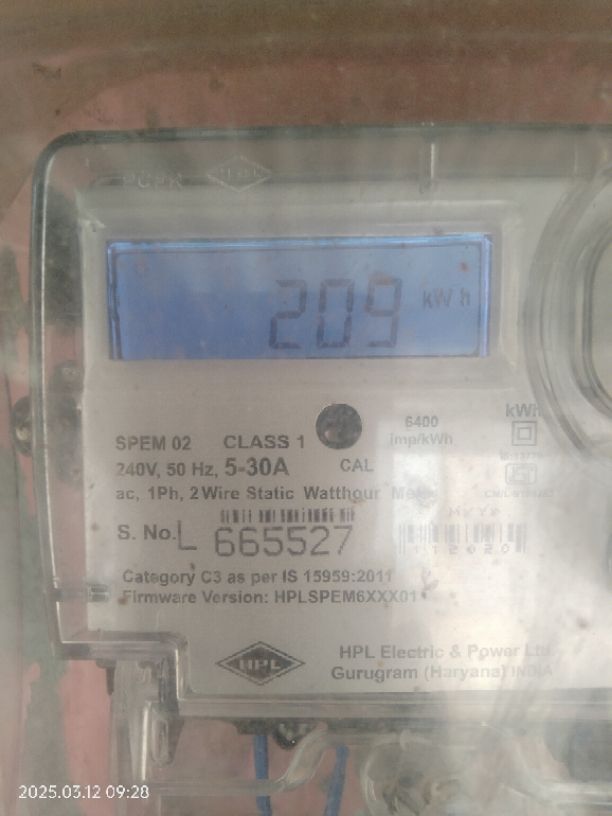 209 kWh
SPEM 02 CLASS 1
6400
imp/kWh
kWh
240V, 50 Hz, 5-30A CAL
ac, 1Ph, 2 Wire Static Watthour Meter
S. No. L 665527
112020
Category C3 as per IS 15959:2011
Firmware Version: HPLSPEM6XXX01
HPL
HPL Electric & Power Ltd.
Gurugram (Haryana) INDIA
2025.03.12 09:28